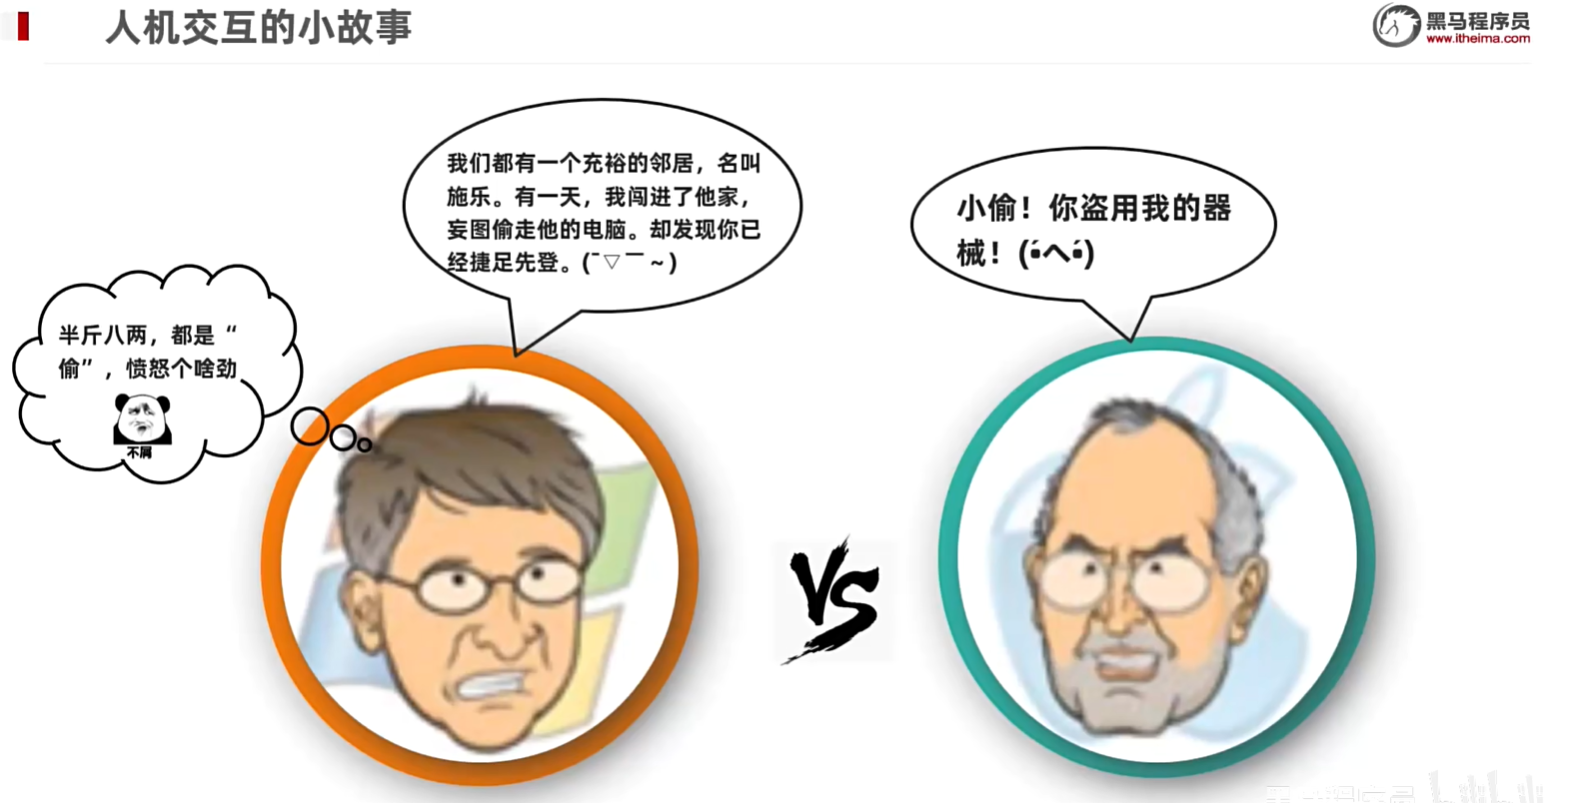 人机交互的小故事
黑马程序员
www.itheima.com
我们都有一个充裕的邻居，名叫
施乐。有一天，我闯进了他家，
妄图偷走他的电脑。却发现你已
经捷足先登。(¯▽￣～)
小偷！你盗用我的器
械！(•́へ•́)
半斤八两，都是“
偷”，愤怒个啥劲
不屑
VS